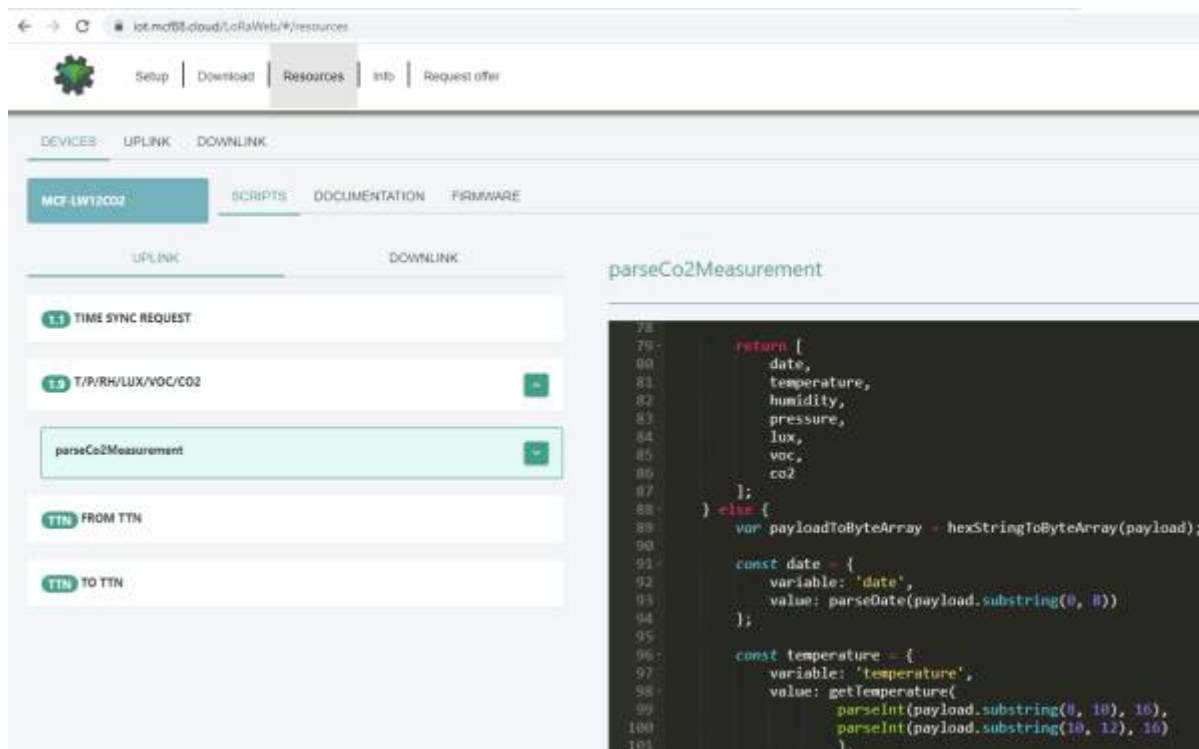 iot.mcf88.cloud/LoRaWeb/#/resources
Setup Download Resources Info Request offer
DEVICES UPLINK DOWNLINK
MCF-LW12CO2 SCRIPTS DOCUMENTATION FIRMWARE
UPLINK DOWNLINK
1.1 TIME SYNC REQUEST
1.9 T/P/RH/LUX/VOC/CO2
parseCo2Measurement
TTN FROM TTN
TTN TO TTN
parseCo2Measurement
78
79 return [
80 date,
81 temperature,
82 humidity,
83 pressure,
84 lux,
85 voc,
86 co2
87 ];
88 } else {
89 var payloadToByteArray = hexStringToByteArray(payload);
90
91 const date = {
92 variable: 'date',
93 value: parseDate(payload.substring(0, 8))
94 };
95
96 const temperature = {
97 variable: 'temperature',
98 value: getTemperature(
99 parseInt(payload.substring(8, 10), 16),
100 parseInt(payload.substring(10, 12), 16)
101 )